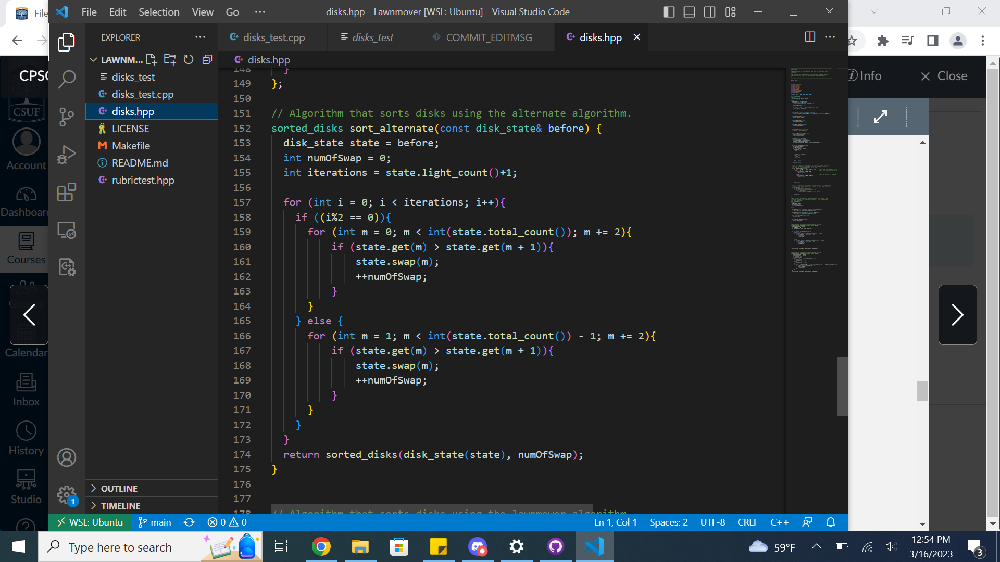 File
File Edit Selection View Go ···
disks.hpp - Lawnmover [WSL: Ubuntu] - Visual Studio Code
EXPLORER
disks_test.cpp
disks_test
COMMIT_EDITMSG
disks.hpp
LAWNM...
disks.hpp
disks_test
disks_test.cpp
disks.hpp
LICENSE
Makefile
README.md
rubrictest.hpp
OUTLINE
TIMELINE
148 }
149 };
150
151 // Algorithm that sorts disks using the alternate algorithm.
152 sorted_disks sort_alternate(const disk_state& before) {
153 disk_state state = before;
154 int numOfSwap = 0;
155 int iterations = state.light_count()+1;
156
157 for (int i = 0; i < iterations; i++){
158 if ((i%2 == 0)){
159 for (int m = 0; m < int(state.total_count()); m += 2){
160 if (state.get(m) > state.get(m + 1)){
161 state.swap(m);
162 ++numOfSwap;
163 }
164 }
165 } else {
166 for (int m = 1; m < int(state.total_count()) - 1; m += 2){
167 if (state.get(m) > state.get(m + 1)){
168 state.swap(m);
169 ++numOfSwap;
170 }
171 }
172 }
173 }
174 return sorted_disks(disk_state(state), numOfSwap);
175 }
176
177
178 // Algorithm that sorts disks using the lawnmower algorithm
CPSC
CSUF
Account
Dashboar
Courses
Groups
Calendar
Inbox
History
Studio
Info
Close
1
WSL: Ubuntu
main
0
0
Ln 1, Col 1
Spaces: 2
UTF-8
CRLF
C++
Type here to search
59°F
12:54 PM
3/16/2023
3